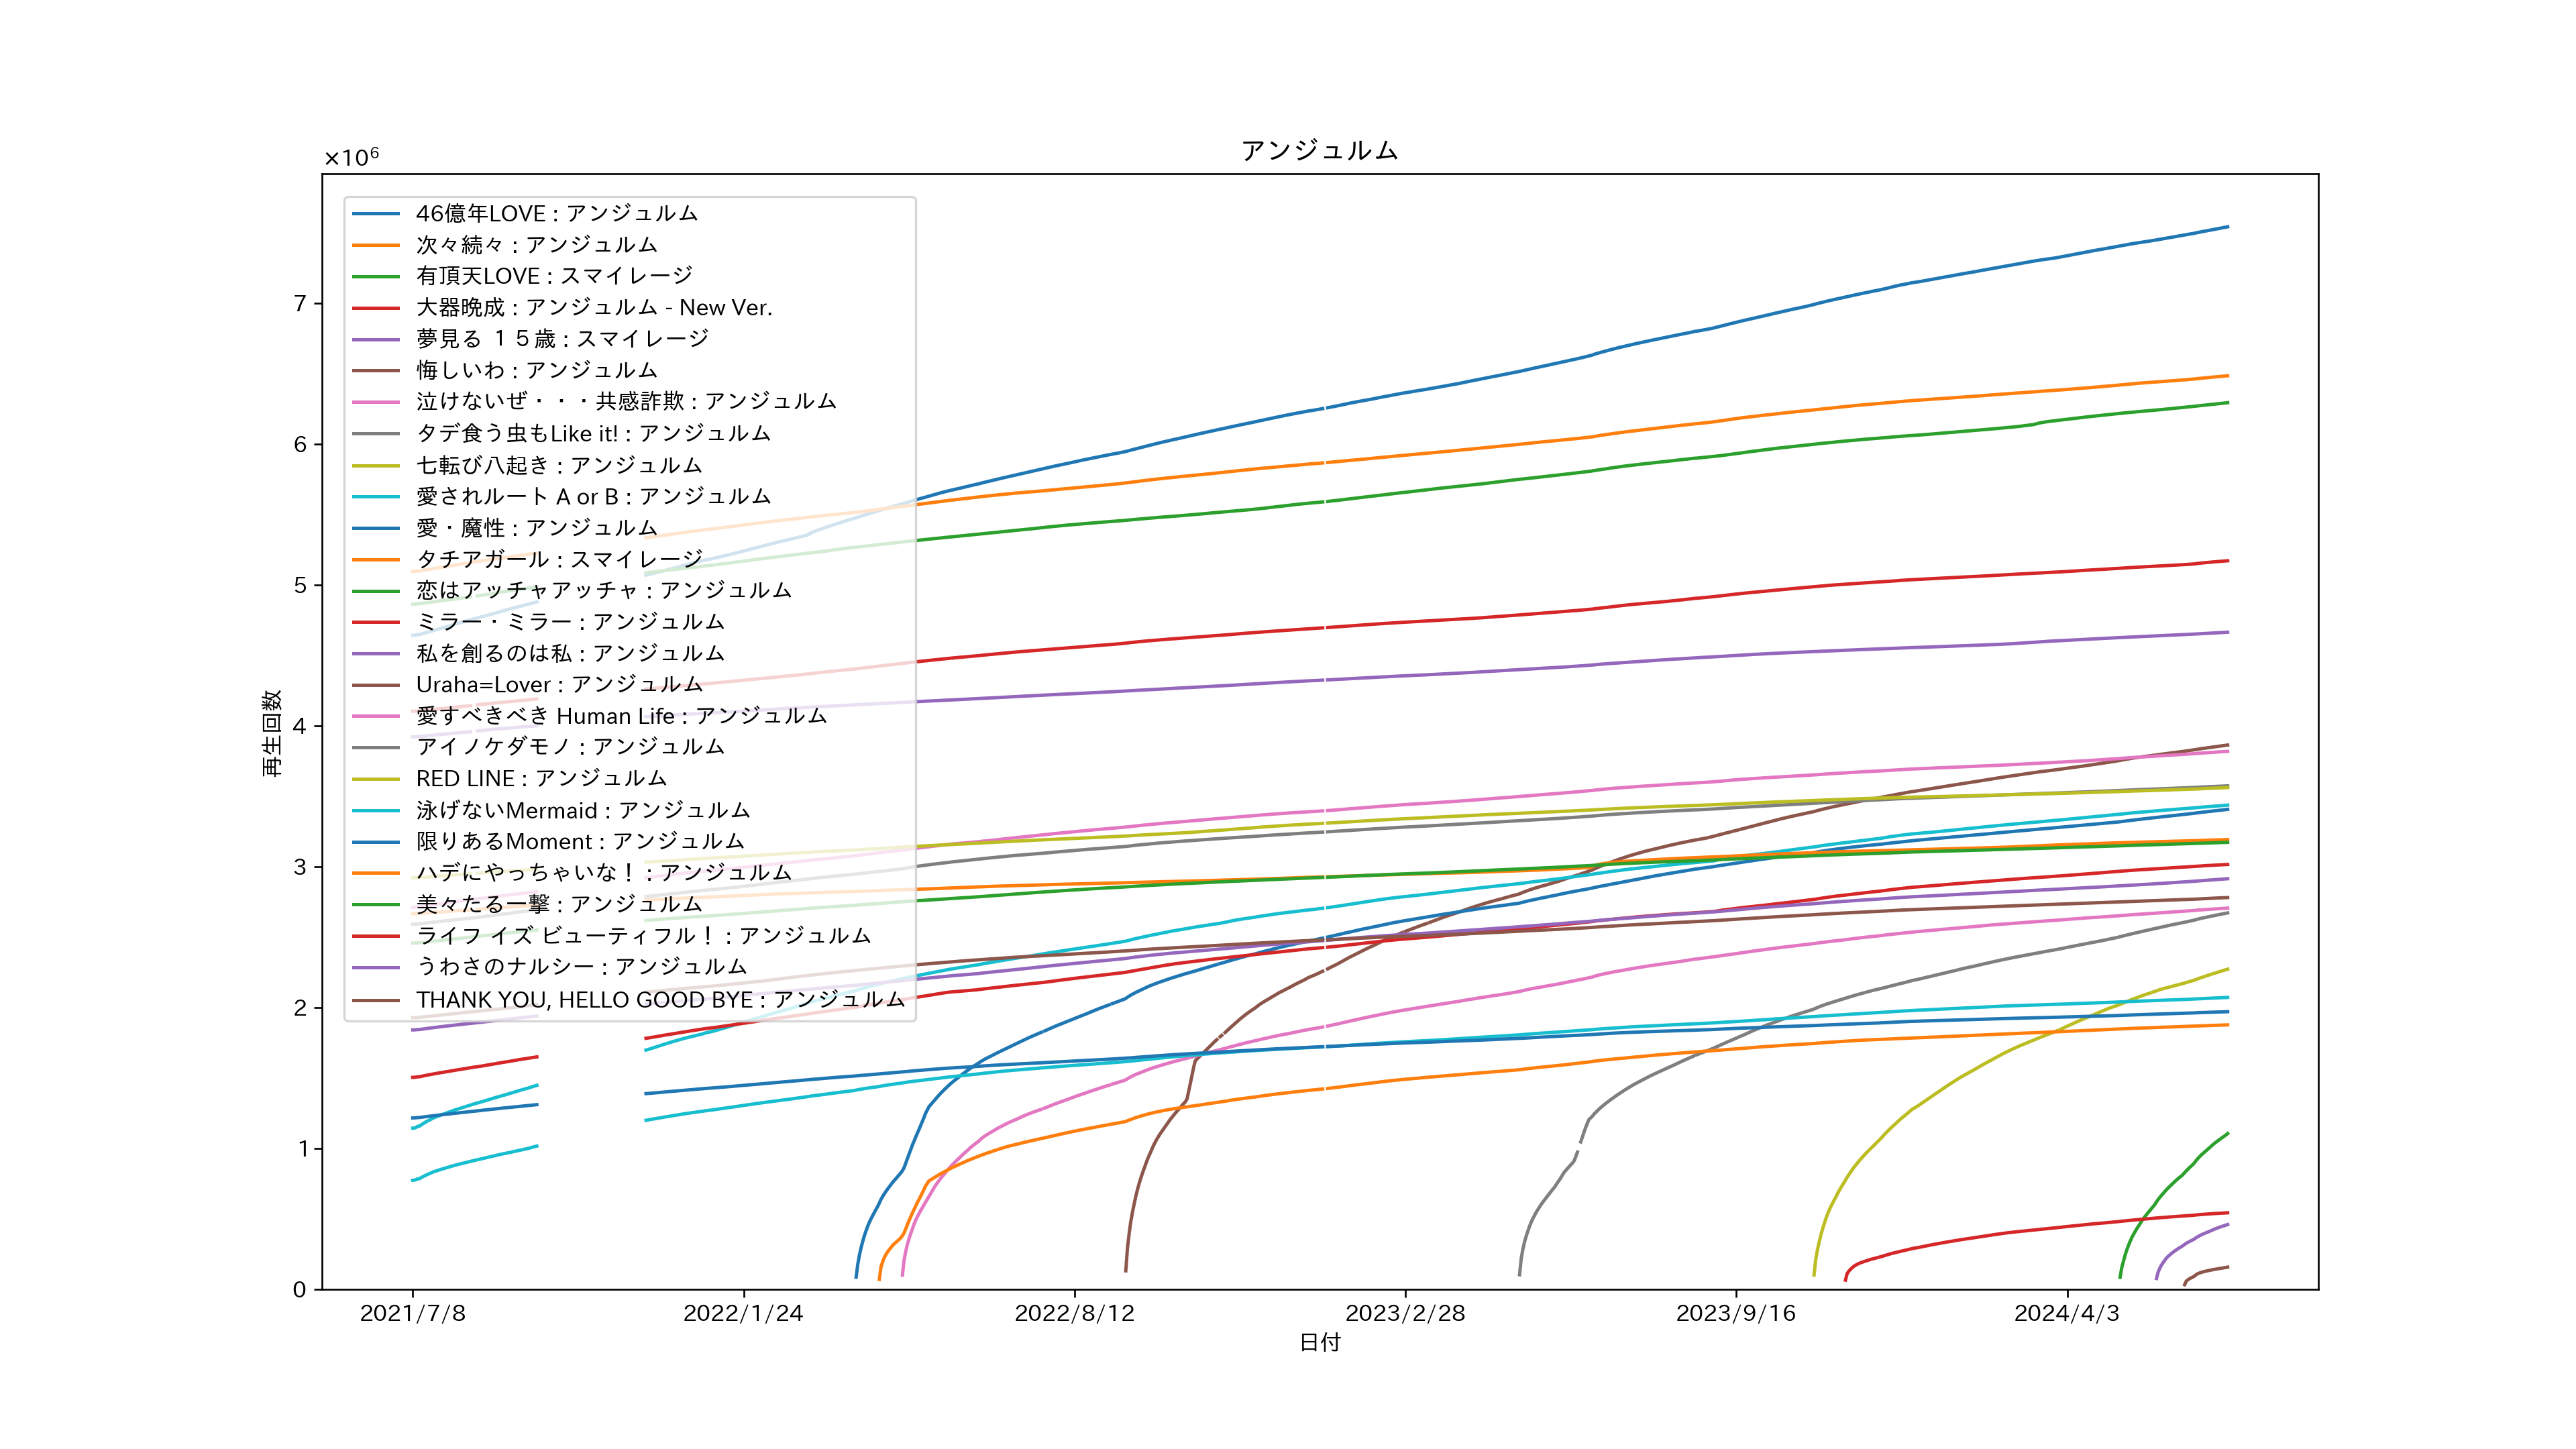 アンジュルム
×10⁶
46億年LOVE : アンジュルム
次々続々 : アンジュルム
有頂天LOVE : スマイレージ
大器晩成 : アンジュルム - New Ver.
夢見る １５歳 : スマイレージ
悔しいわ : アンジュルム
泣けないぜ・・・共感詐欺 : アンジュルム
タデ食う虫もLike it! : アンジュルム
七転び八起き : アンジュルム
愛されルート A or B : アンジュルム
愛・魔性 : アンジュルム
タチアガール : スマイレージ
恋はアッチャアッチャ : アンジュルム
ミラー・ミラー : アンジュルム
私を創るのは私 : アンジュルム
Uraha=Lover : アンジュルム
愛すべきべき Human Life : アンジュルム
アイノケダモノ : アンジュルム
RED LINE : アンジュルム
泳げないMermaid : アンジュルム
限りあるMoment : アンジュルム
ハデにやっちゃいな！ : アンジュルム
美々たる一撃 : アンジュルム
ライフ イズ ビューティフル！ : アンジュルム
うわさのナルシー : アンジュルム
THANK YOU, HELLO GOOD BYE : アンジュルム
7
6
5
4
3
2
1
0
再生回数
2021/7/8
2022/1/24
2022/8/12
2023/2/28
2023/9/16
2024/4/3
日付